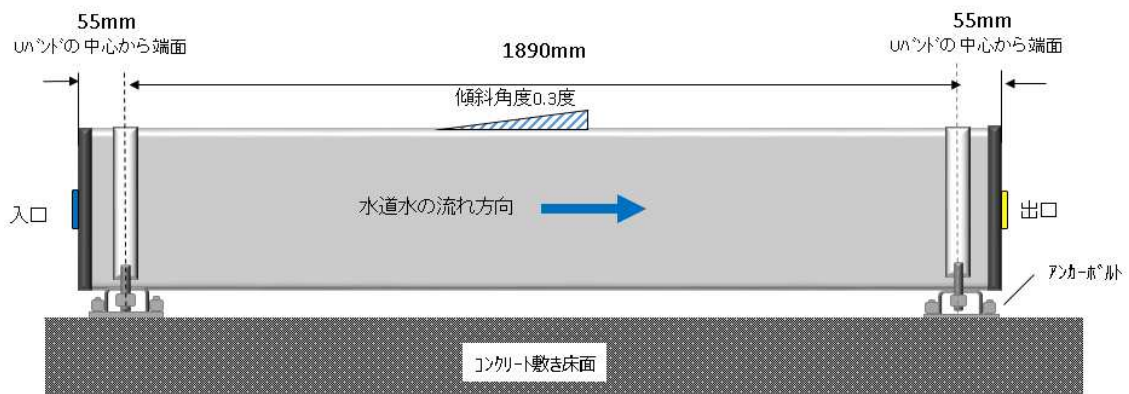 55mm
Uﾊﾞﾝﾄﾞの中心から端面
1890mm
55mm
Uﾊﾞﾝﾄﾞの中心から端面
傾斜角度0.3度
入口
水道水の流れ方向
出口
ｱﾝｶｰﾎﾞﾙﾄ
ｺﾝｸﾘｰﾄ敷き床面